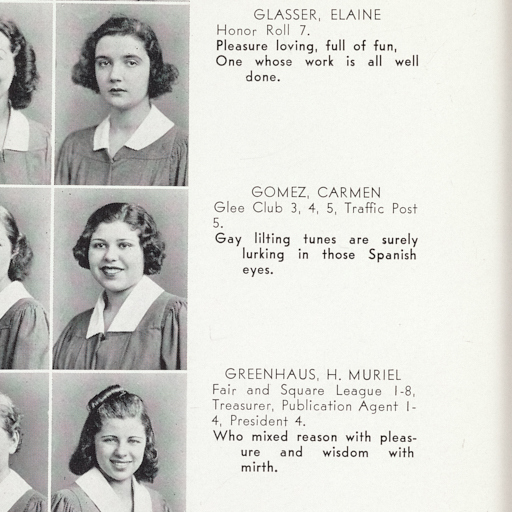 GLASSER, ELAINE
Honor Roll 7.
Pleasure loving, full of fun,
One whose work is all well
done.
GOMEZ, CARMEN
Glee Club 3, 4, 5, Traffic Post
5.
Gay lilting tunes are surely
lurking in those Spanish
eyes.
GREENHAUS, H. MURIEL
Fair and Square League 1-8,
Treasurer, Publication Agent 1-
4, President 4.
Who mixed reason with pleas-
ure and wisdom with
mirth.